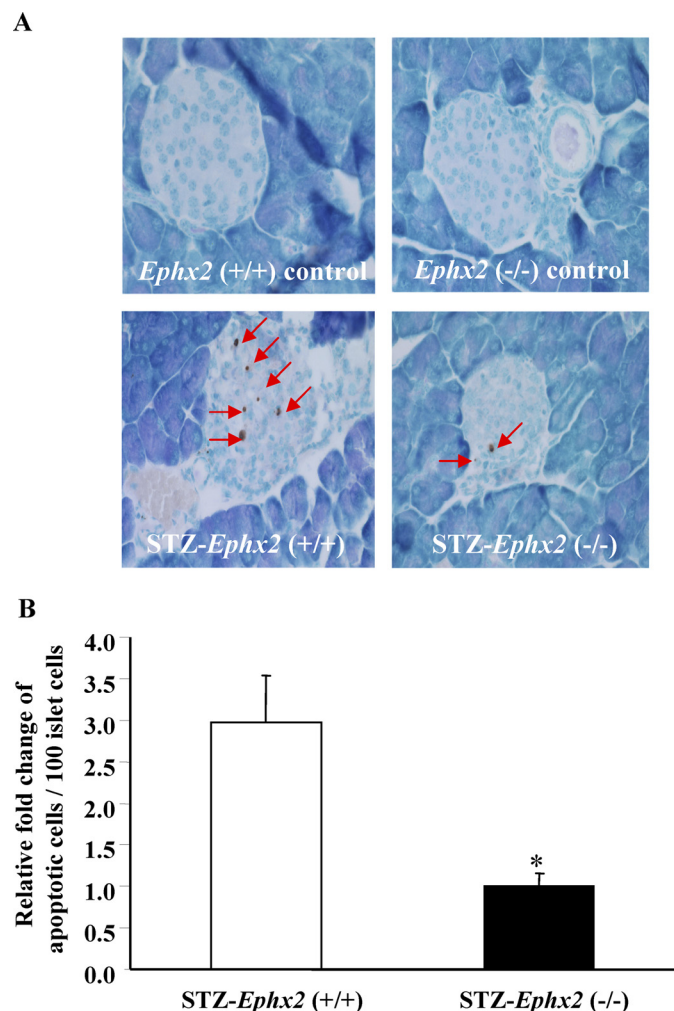 A
Ephx2 (+/+) control
Ephx2 (-/-) control
STZ-Ephx2 (+/+)
STZ-Ephx2 (-/-)
B
Relative fold change of
apoptotic cells / 100 islet cells
4.0
3.5
3.0
2.5
2.0
1.5
1.0
0.5
0.0
*
STZ-Ephx2 (+/+)
STZ-Ephx2 (-/-)